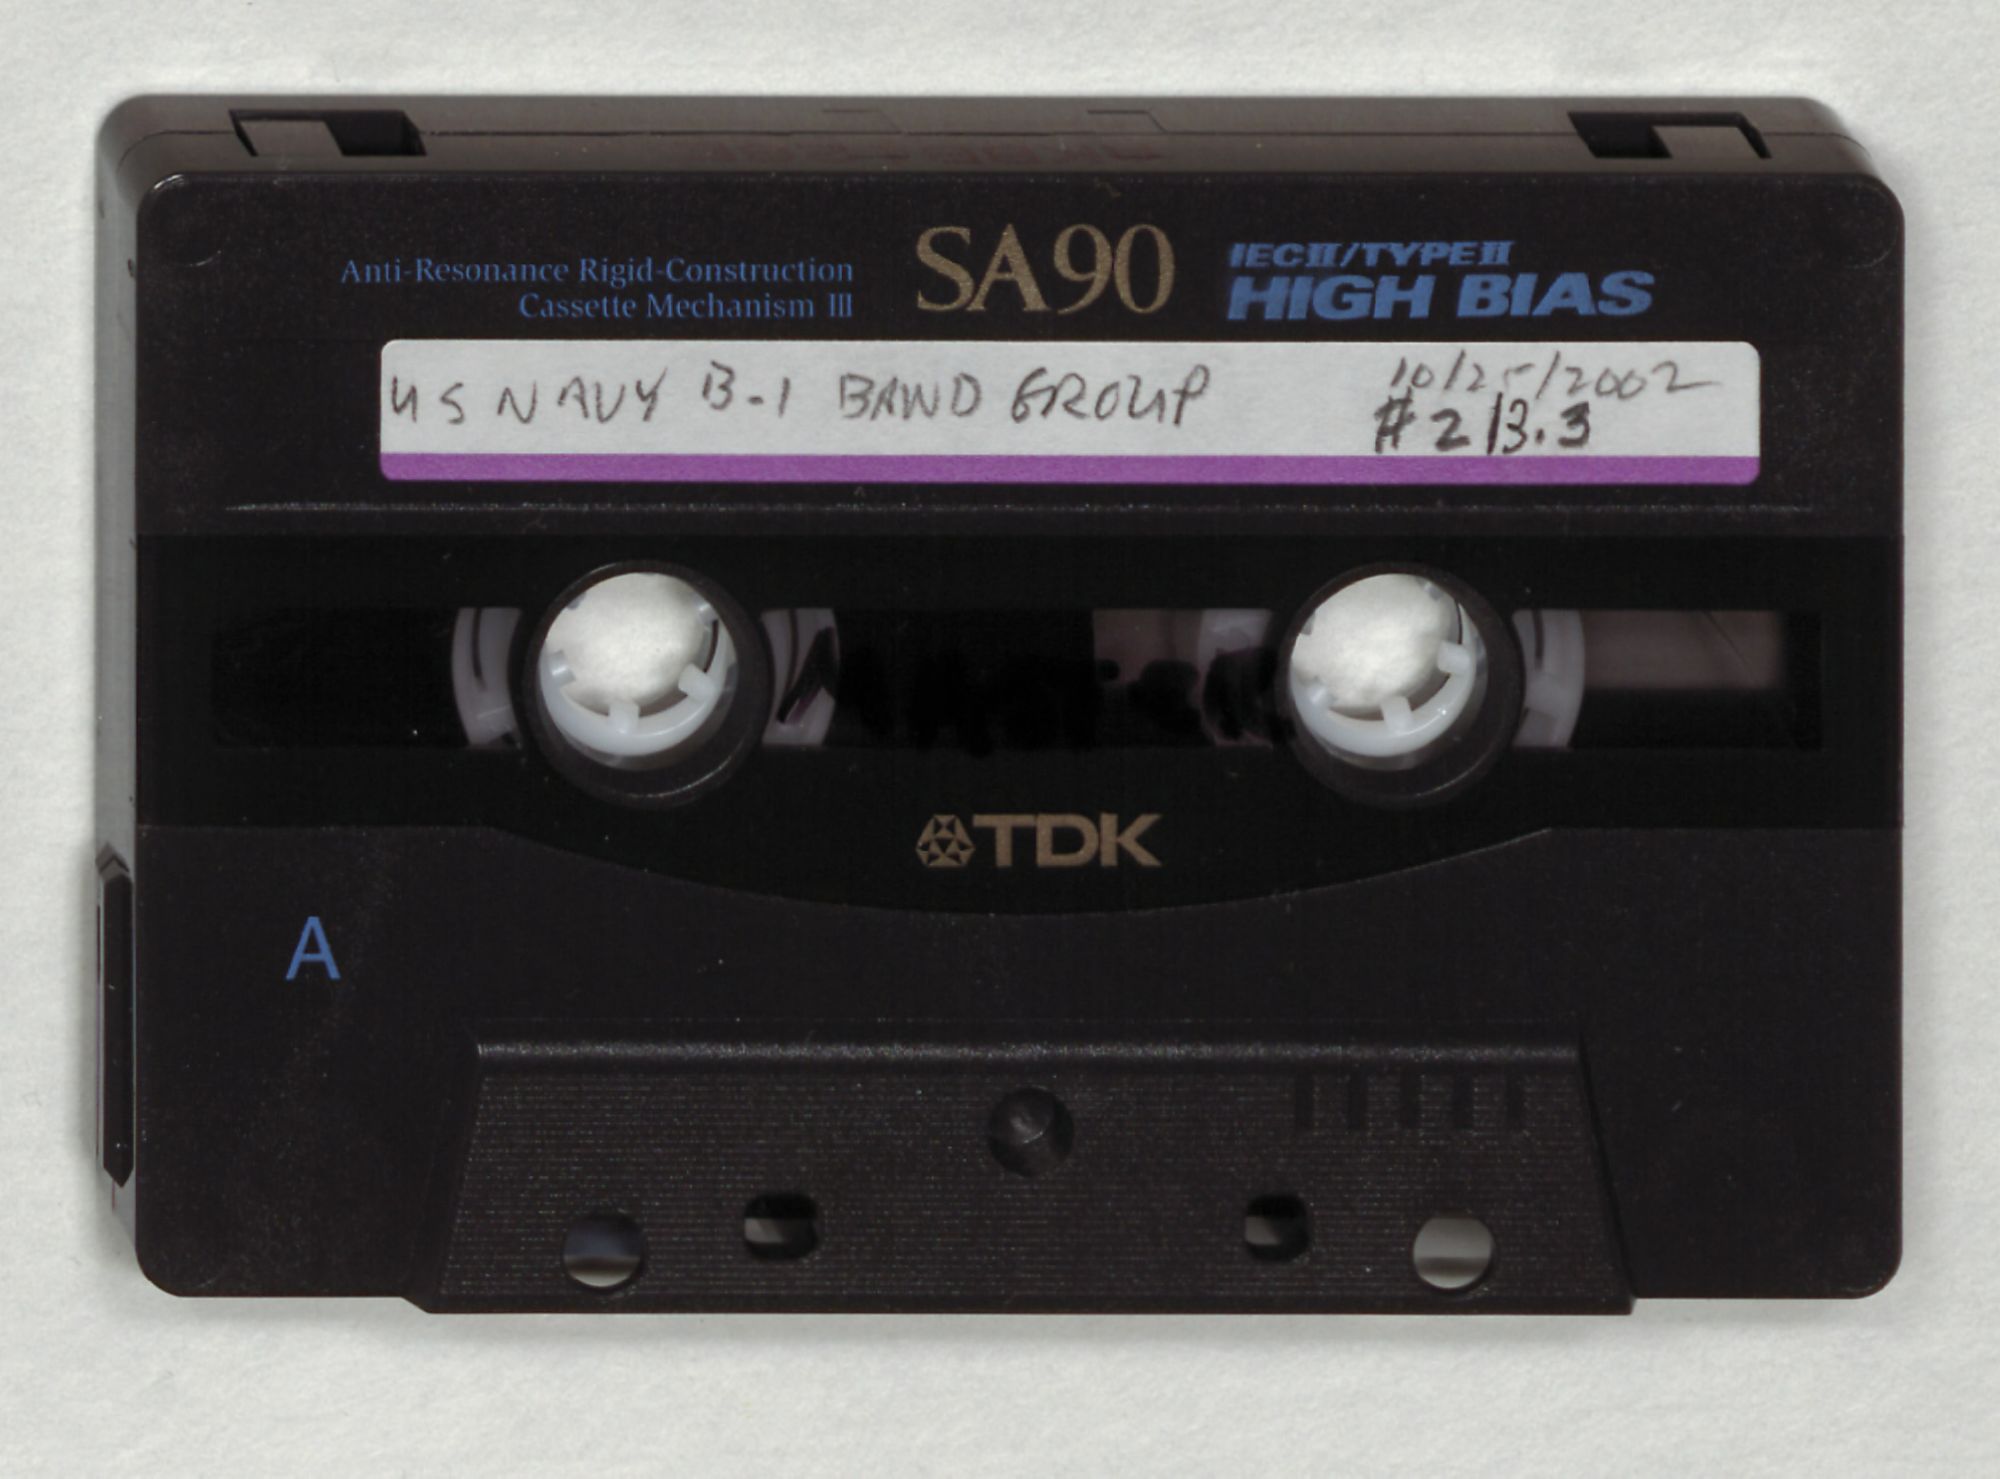 Anti-Resonance Rigid-Construction
Cassette Mechanism III
SA90
IECII/TYPEII
HIGH BIAS
US NAVY B-1 BAND GROUP
10/25/2002
#2/B.3
TDK
A